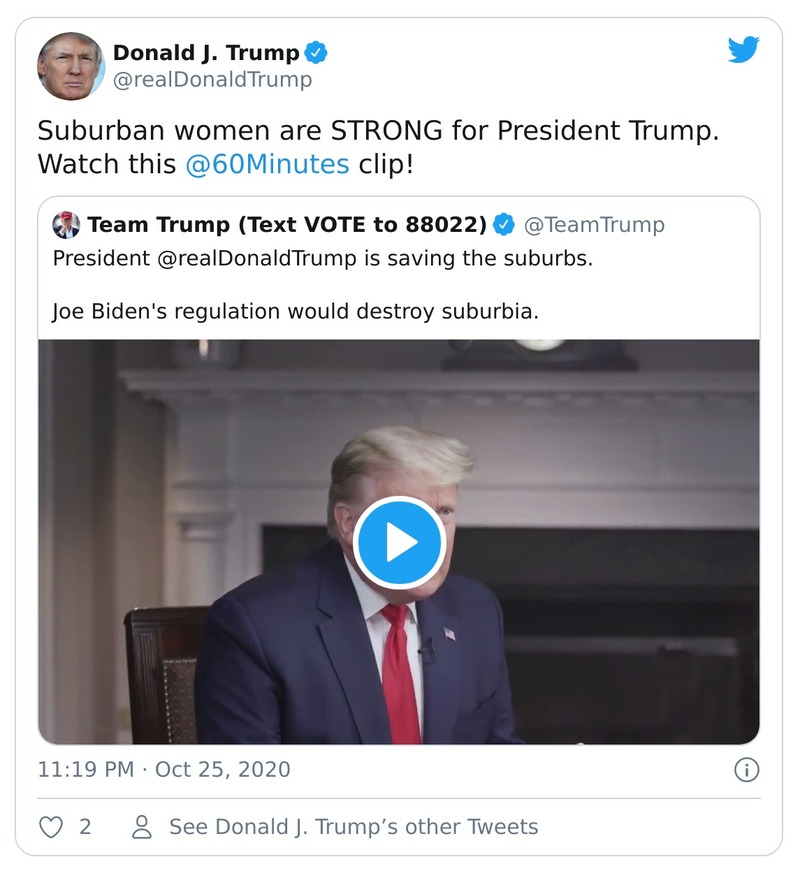 Donald J. Trump
@realDonaldTrump
Suburban women are STRONG for President Trump.
Watch this @60Minutes clip!
Team Trump (Text VOTE to 88022) @TeamTrump
President @realDonaldTrump is saving the suburbs.
Joe Biden's regulation would destroy suburbia.
11:19 PM · Oct 25, 2020
2 See Donald J. Trump’s other Tweets